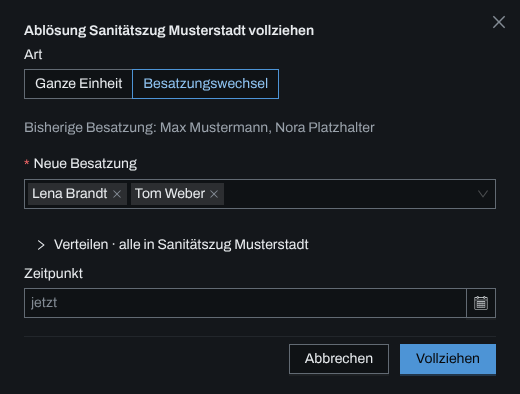 Ablösung Sanitätszug Musterstadt vollziehen
Art
Ganze Einheit Besatzungswechsel
Bisherige Besatzung: Max Mustermann, Nora Platzhalter
* Neue Besatzung
Lena Brandt Tom Weber
Verteilen · alle in Sanitätszug Musterstadt
Zeitpunkt
jetzt
Abbrechen Vollziehen